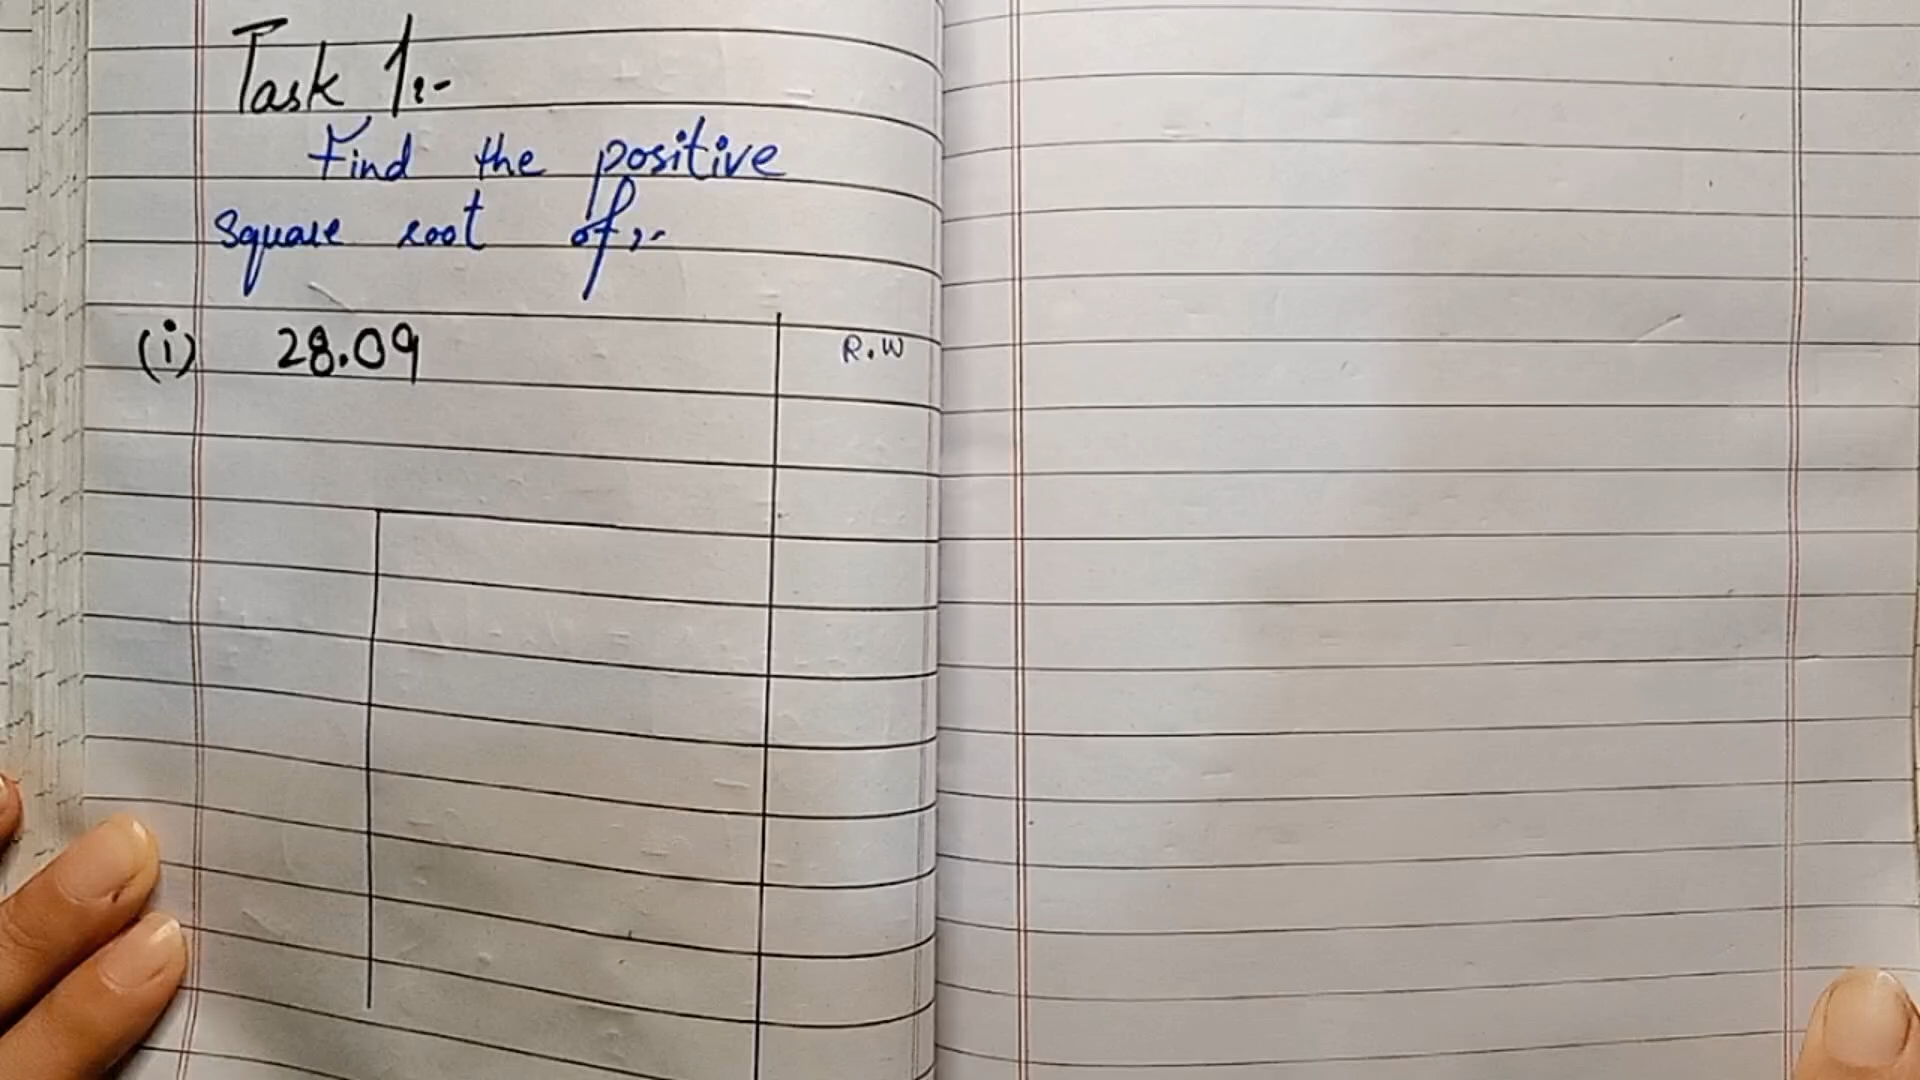 Task 1:-
Find the positive
square root of:-
(i) 28.09
R.W